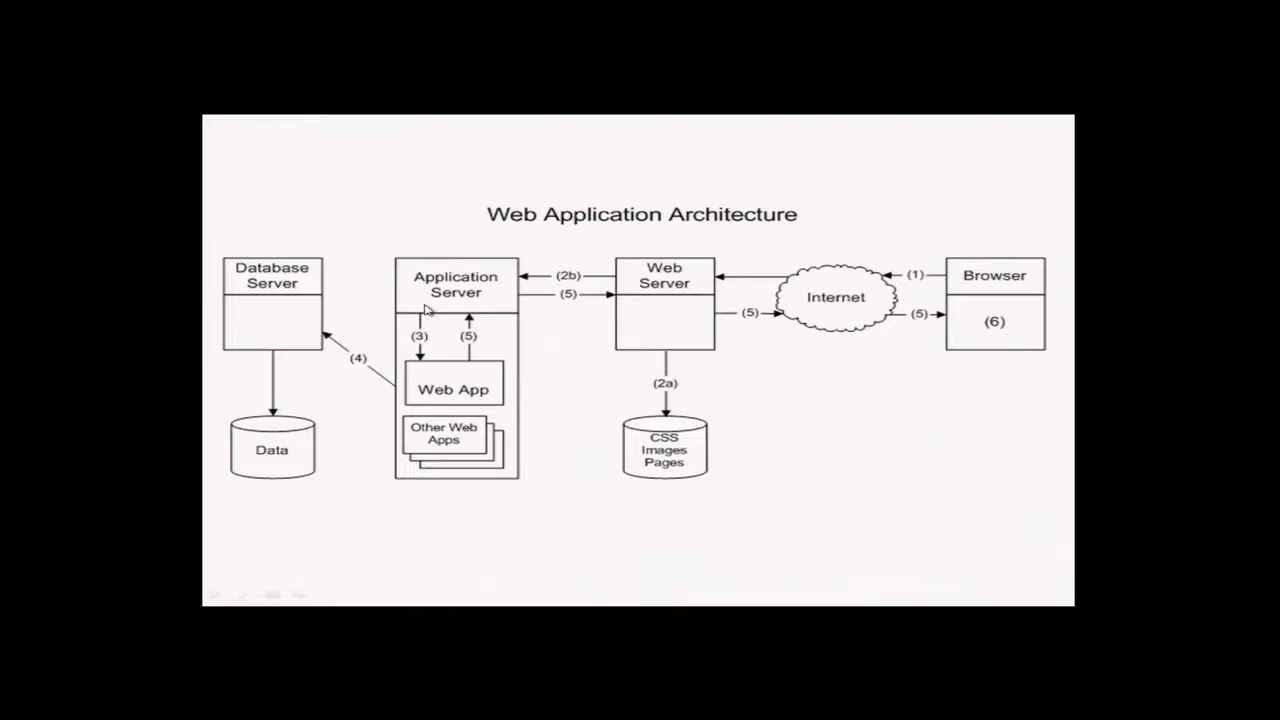 Web Application Architecture
Database
Server
Application
Server
(2b)
(5)
Web
Server
(5)
Internet
(1)
(5)
Browser
(6)
(3)
(5)
(4)
Web App
Other Web
Apps
(2a)
Data
CSS
Images
Pages